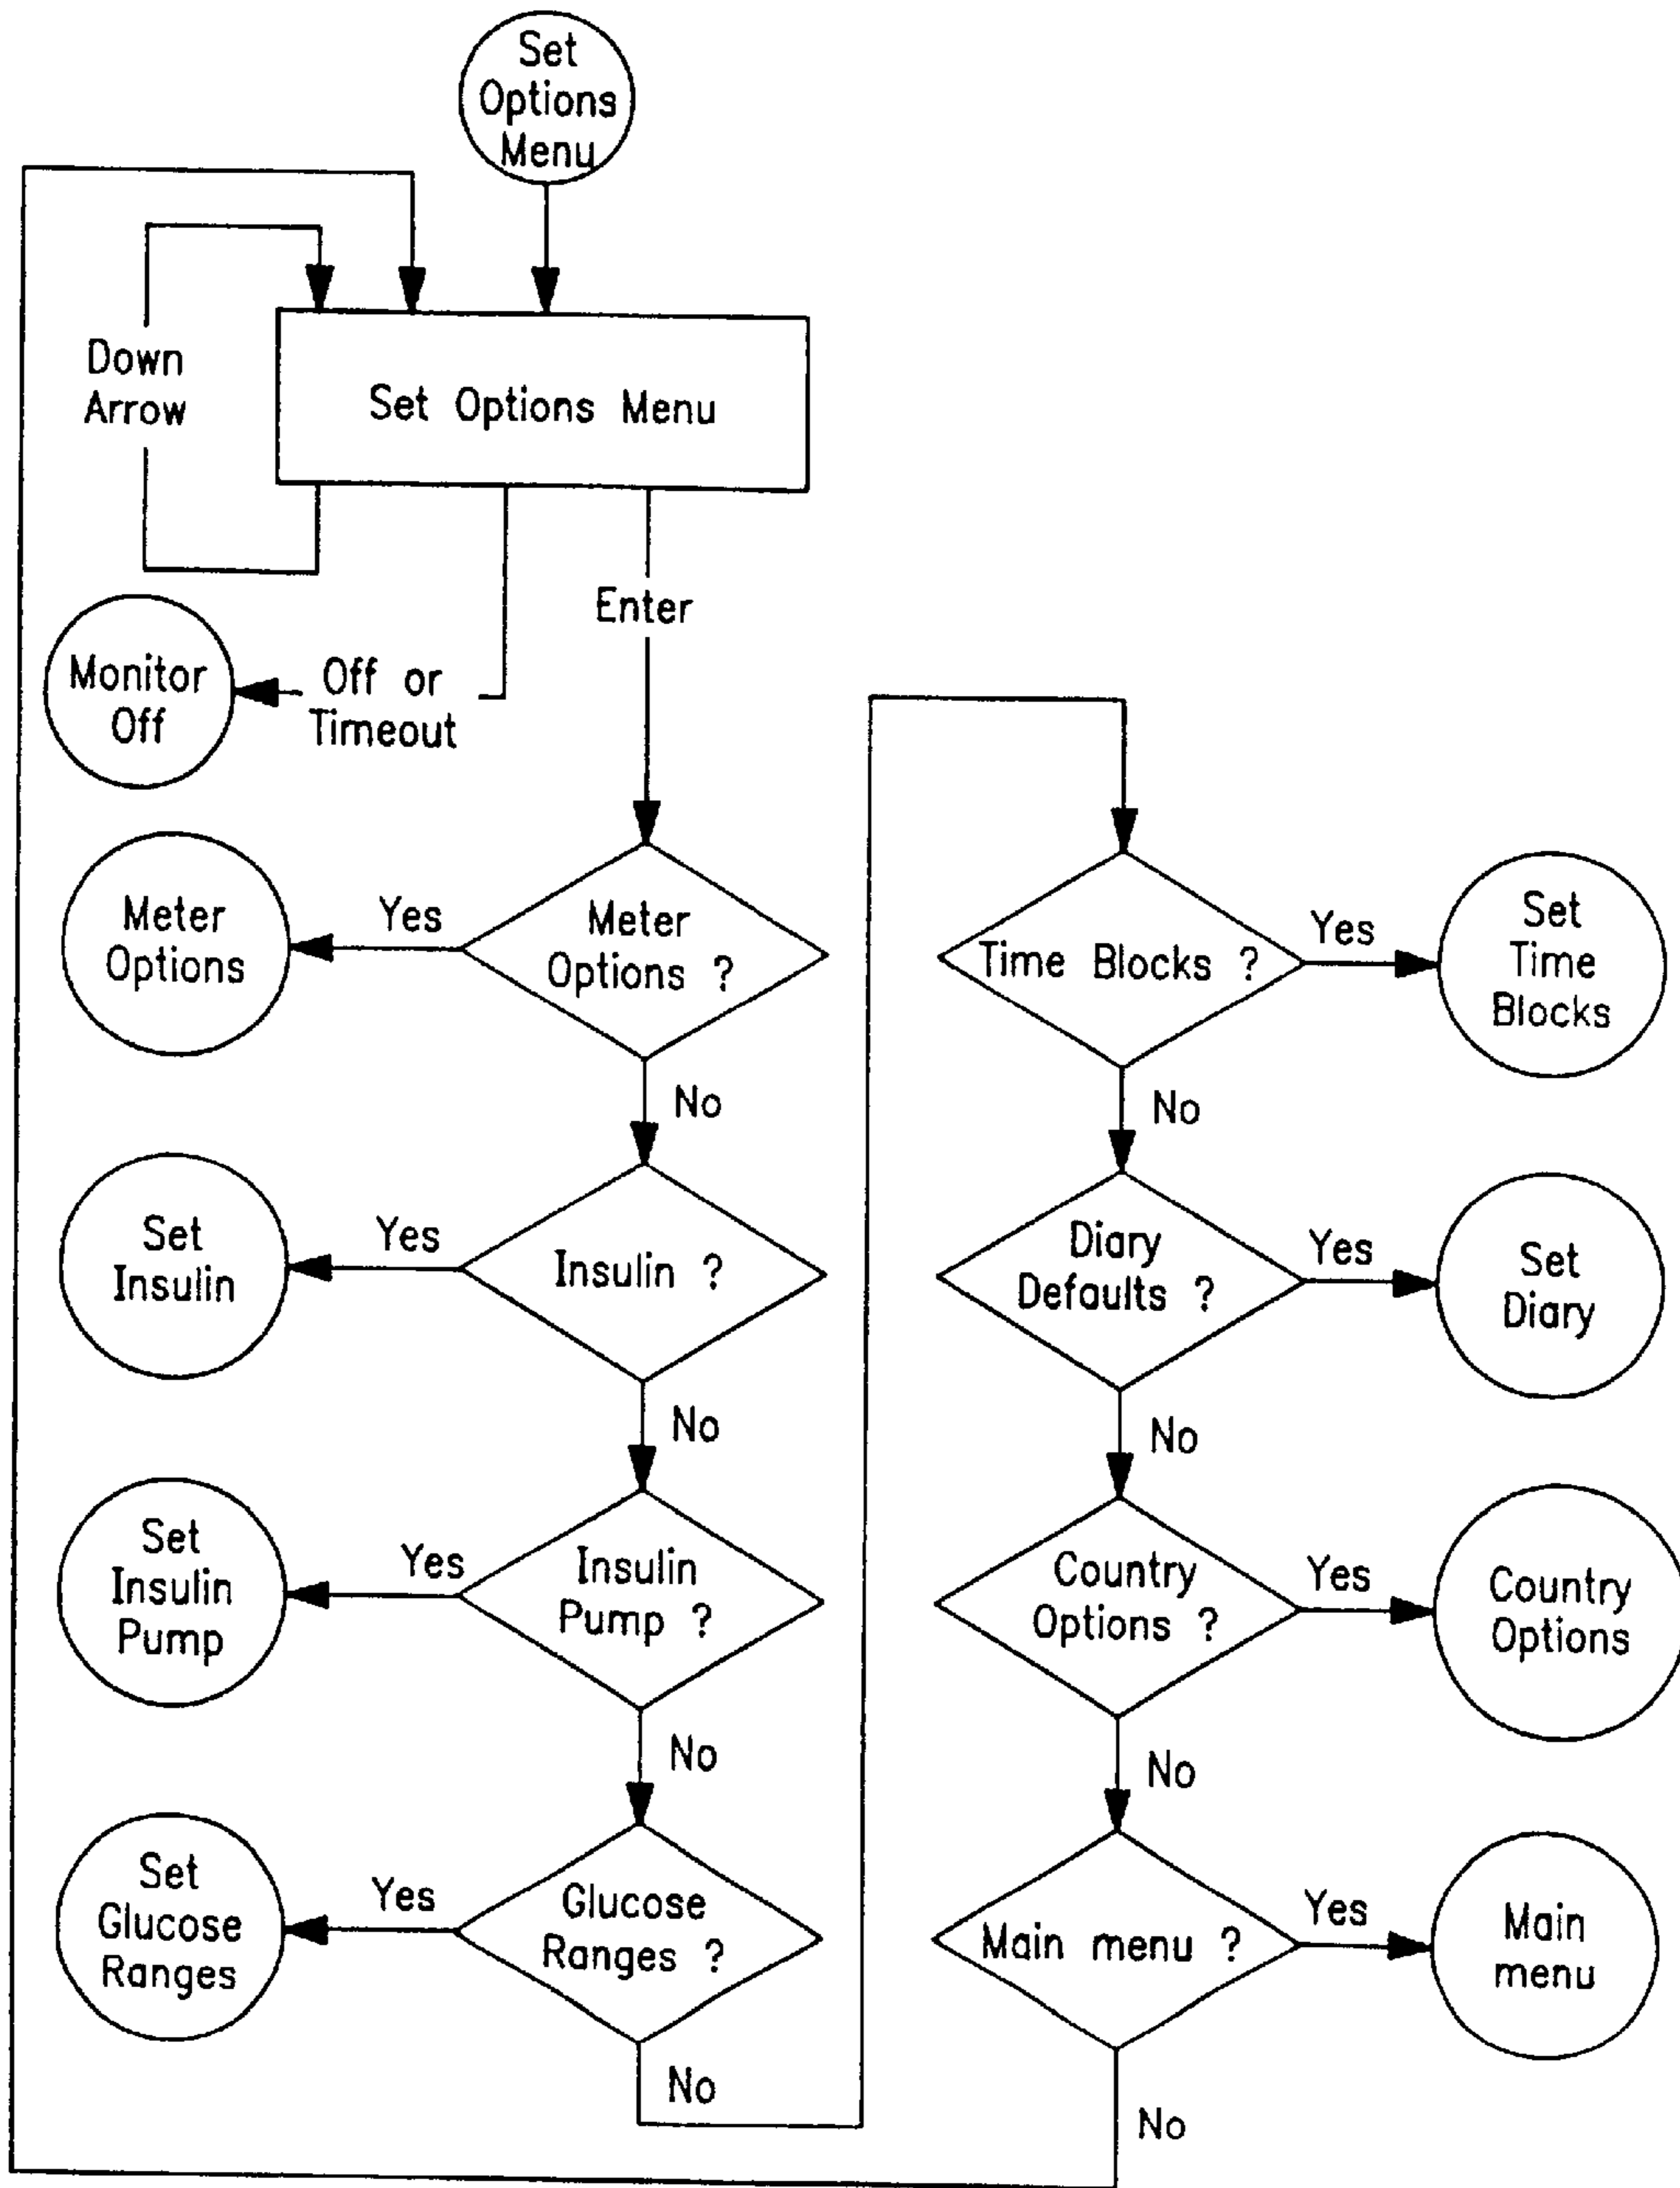 Set
Options
Menu
Down
Arrow
Set Options Menu
Enter
Monitor
Off
Off or
Timeout
Meter
Options
Yes
Meter
Options ?
No
Set
Insulin
Yes
Insulin ?
No
Set
Insulin
Pump
Yes
Insulin
Pump ?
No
Set
Glucose
Ranges
Yes
Glucose
Ranges ?
No
Time Blocks ?
Yes
Set
Time
Blocks
No
Diary
Defaults ?
Yes
Set
Diary
No
Country
Options ?
Yes
Country
Options
No
Main menu ?
Yes
Main
menu
No